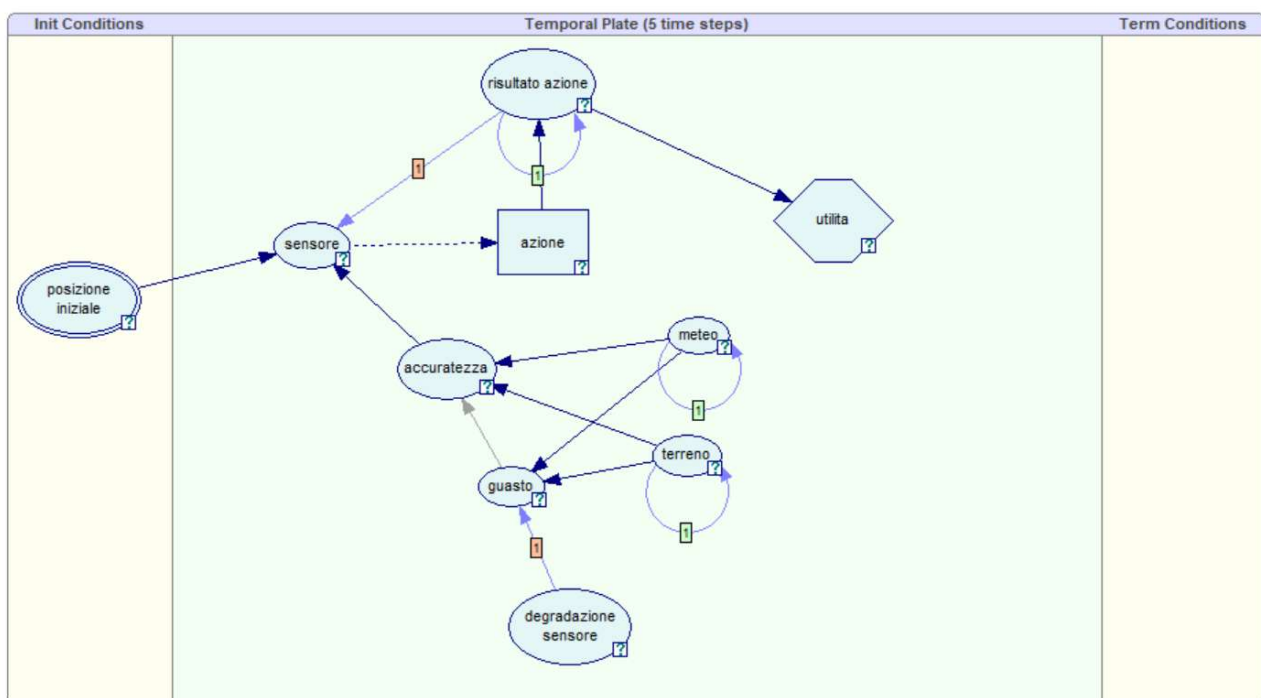 Init Conditions
Temporal Plate (5 time steps)
Term Conditions
risultato azione
?
1
1
utilita
?
sensore
?
azione
?
posizione
iniziale
?
meteo
?
accuratezza
?
1
terreno
?
guasto
?
1
1
degradazione
sensore
?